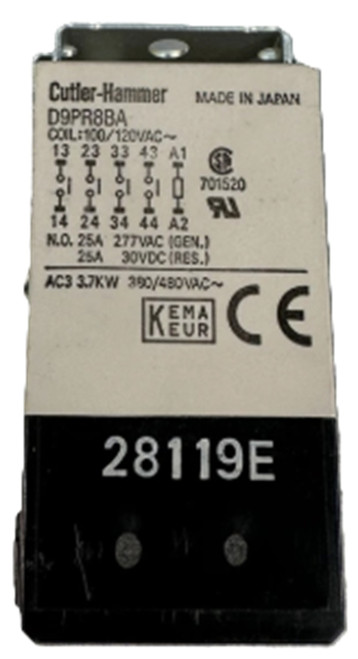 Cutler-Hammer MADE IN JAPAN
D9PR8BA
COIL:100/120VAC~
13 23 33 43 A1
701520
14 24 34 44 A2
N.O. 25A 277VAC (GEN.)
25A 30VDC (RES.)
AC3 3.7KW 380/480VAC~
KEMA
KEUR
CE
28119E